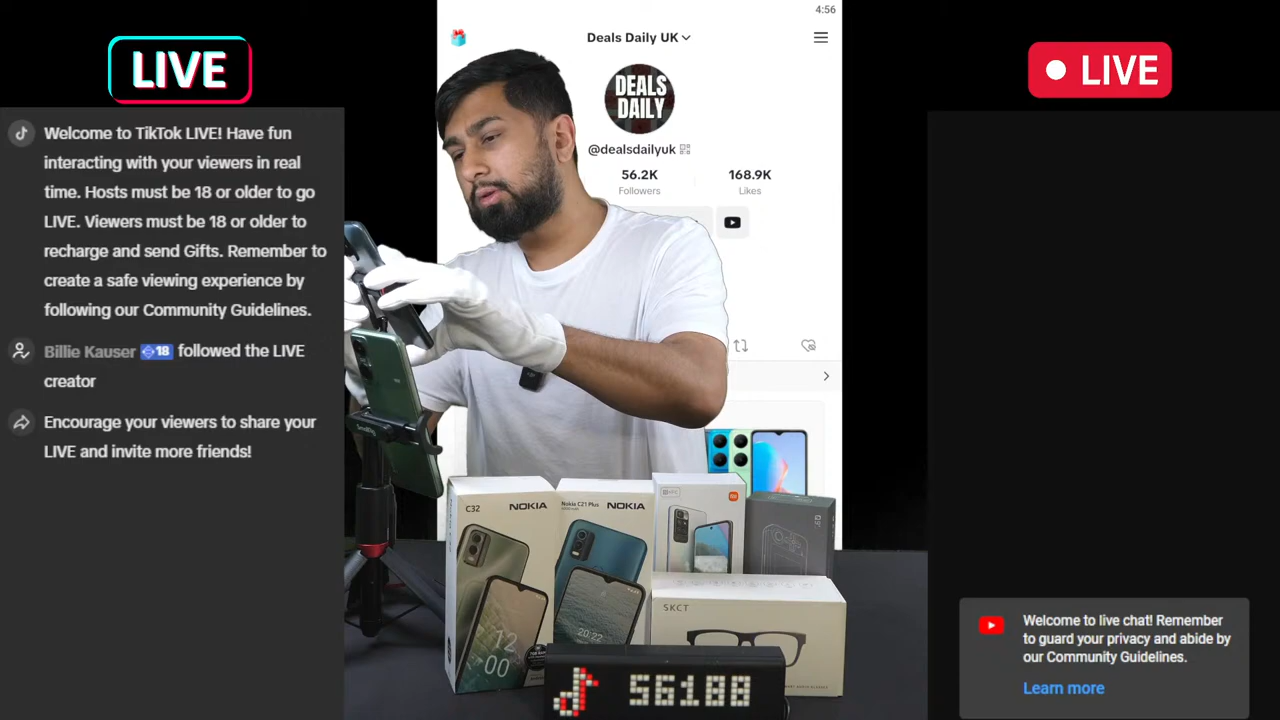 LIVE
Welcome to TikTok LIVE! Have fun
interacting with your viewers in real
time. Hosts must be 18 or older to go
LIVE. Viewers must be 18 or older to
recharge and send Gifts. Remember to
create a safe viewing experience by
following our Community Guidelines.
Billie Kauser 18 followed the LIVE
creator
Encourage your viewers to share your
LIVE and invite more friends!
4:56
Deals Daily UK
DEALS
DAILY
@dealsdailyuk
56.2K 168.9K
Followers Likes
C32 NOKIA
Nokia C21 Plus NOKIA
12
00
20:22
SKCT
56188
LIVE
Welcome to live chat! Remember
to guard your privacy and abide by
our Community Guidelines.
Learn more